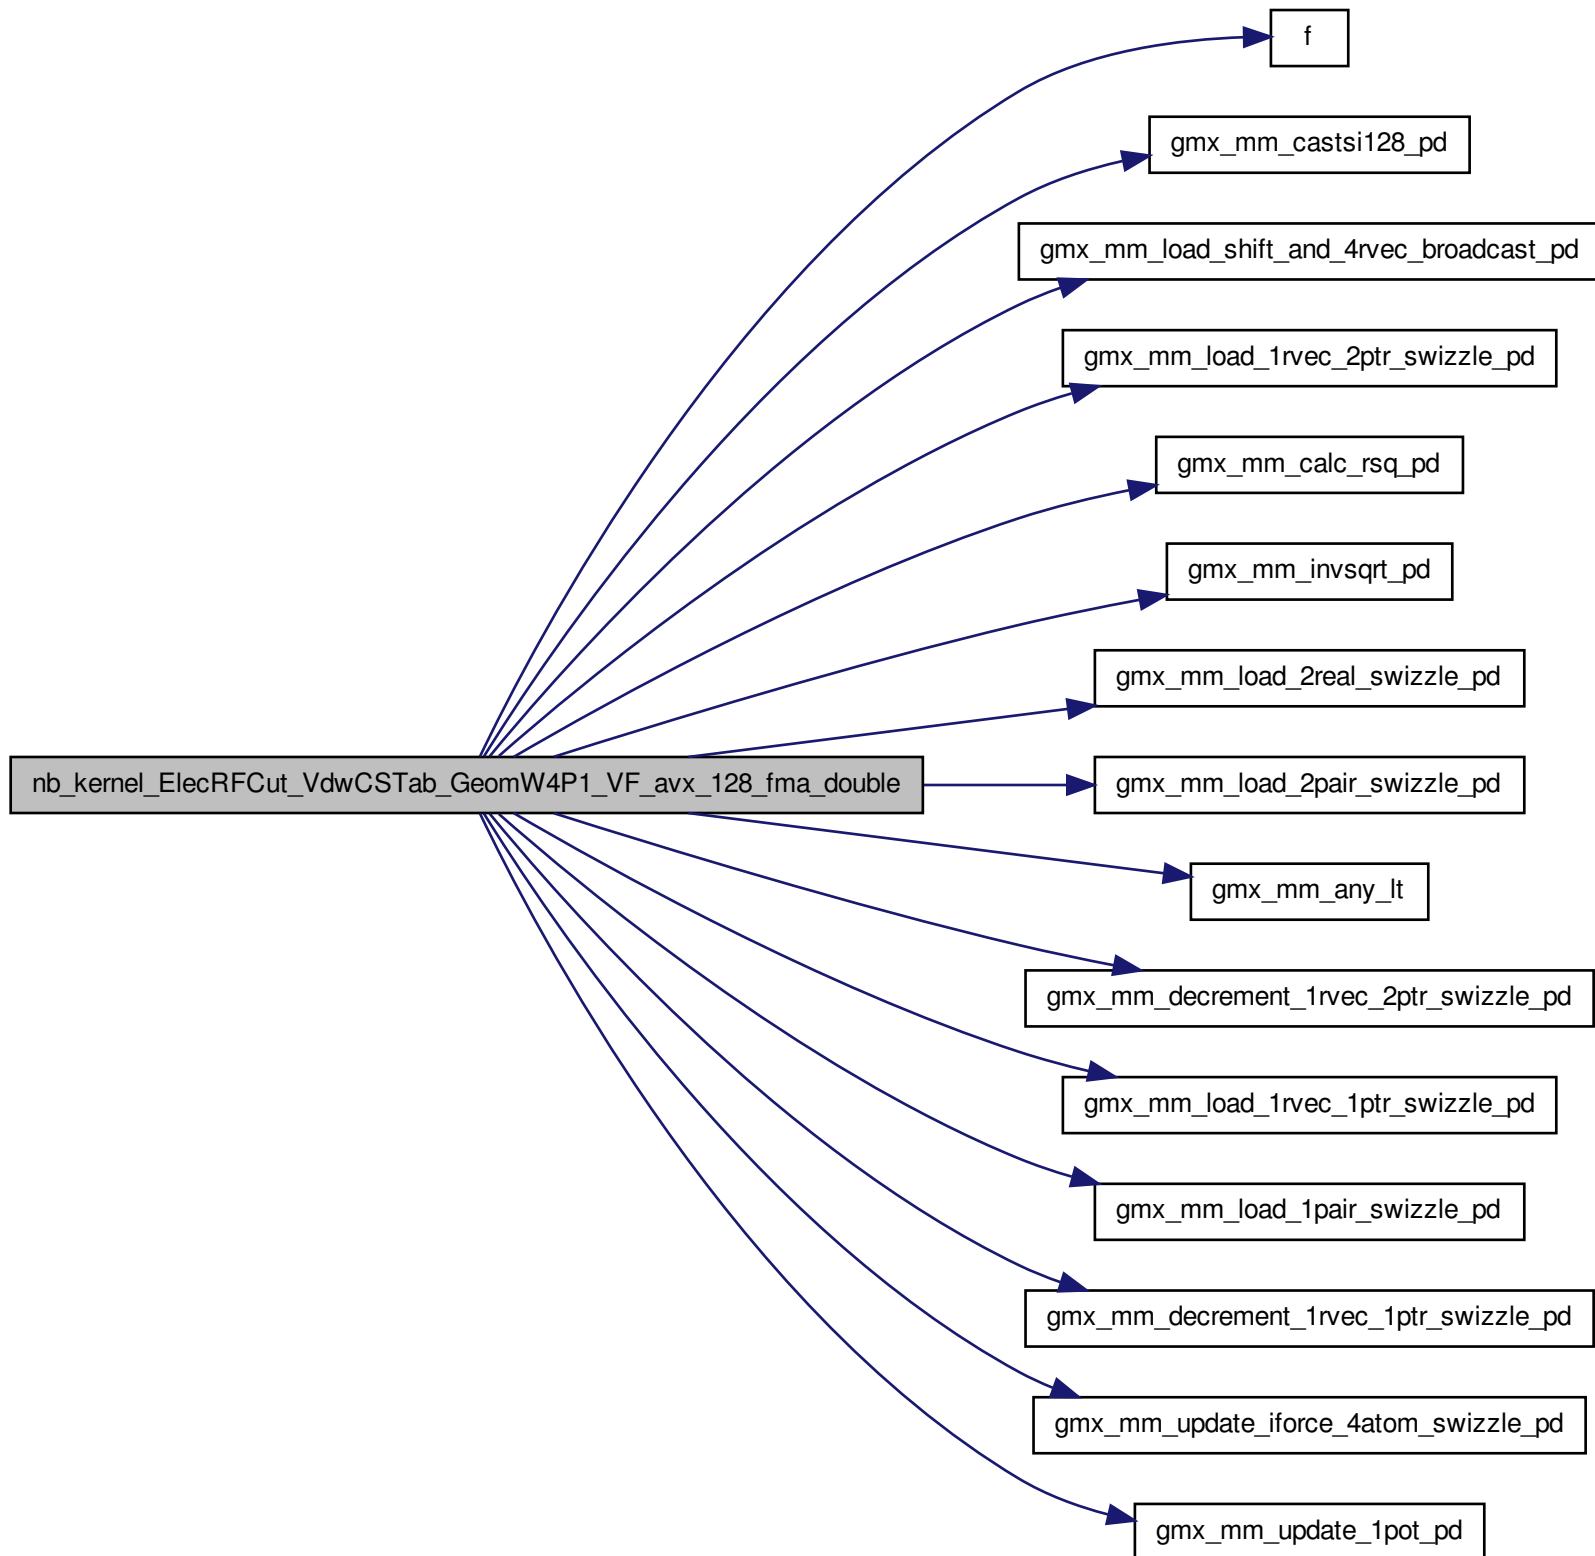 f
gmx_mm_castsi128_pd
gmx_mm_load_shift_and_4rvec_broadcast_pd
gmx_mm_load_1rvec_2ptr_swizzle_pd
gmx_mm_calc_rsq_pd
gmx_mm_invsqrt_pd
gmx_mm_load_2real_swizzle_pd
nb_kernel_ElecRFCut_VdwCSTab_GeomW4P1_VF_avx_128_fma_double
gmx_mm_load_2pair_swizzle_pd
gmx_mm_any_lt
gmx_mm_decrement_1rvec_2ptr_swizzle_pd
gmx_mm_load_1rvec_1ptr_swizzle_pd
gmx_mm_load_1pair_swizzle_pd
gmx_mm_decrement_1rvec_1ptr_swizzle_pd
gmx_mm_update_iforce_4atom_swizzle_pd
gmx_mm_update_1pot_pd